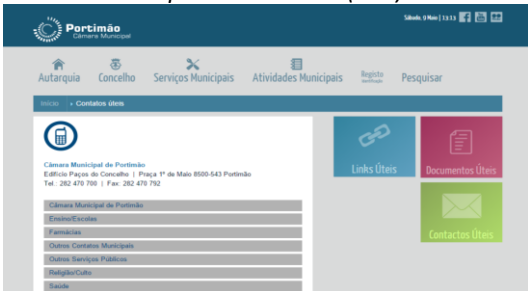 Portimão
Câmara Municipal
Sábado, 9 Maio | 13:13
Autarquia
Concelho
Serviços Municipais
Atividades Municipais
Registo
Pesquisar
Início » Contatos úteis
Câmara Municipal de Portimão
Edifício Paços do Concelho | Praça 1º de Maio 8500-543 Portimão
Tel.: 282 470 700 | Fax: 282 470 792
Câmara Municipal de Portimão
Ensino/Escolas
Farmácias
Outros Contatos Municipais
Outros Serviços Públicos
Religião/Culto
Saúde
Links Úteis
Documentos Úteis
Contactos Úteis